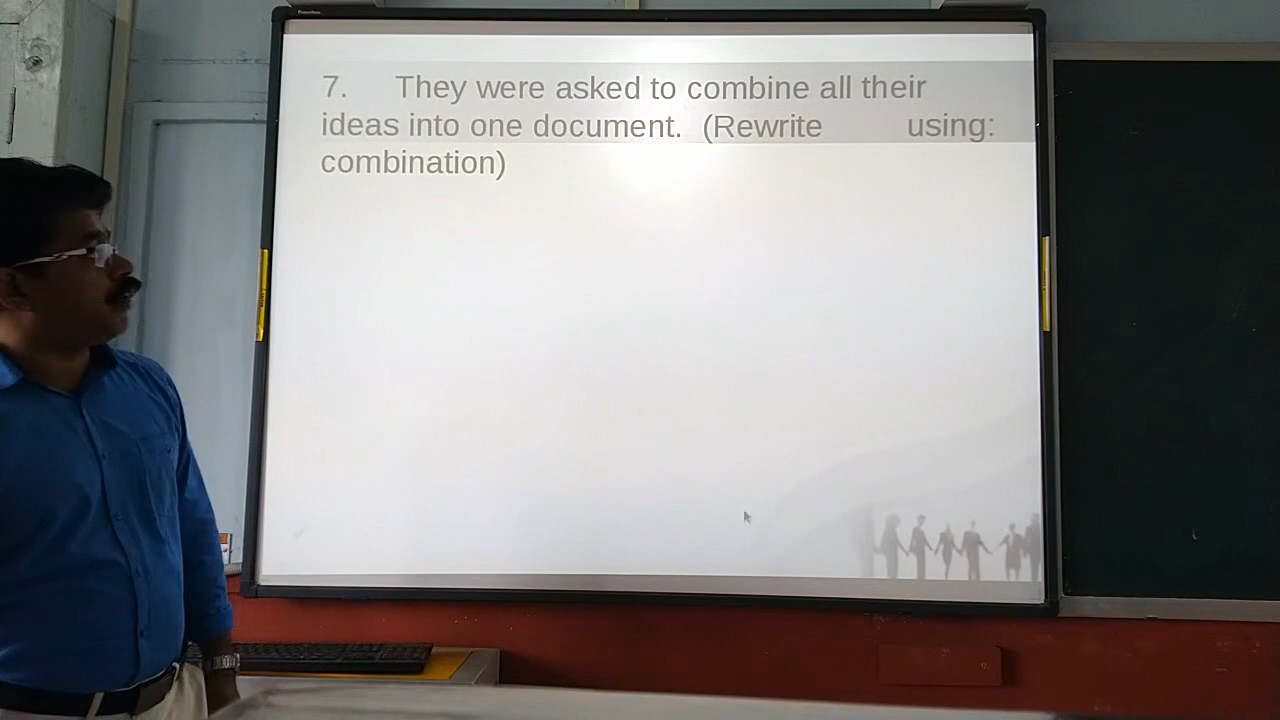 7. They were asked to combine all their
ideas into one document. (Rewrite using:
combination)